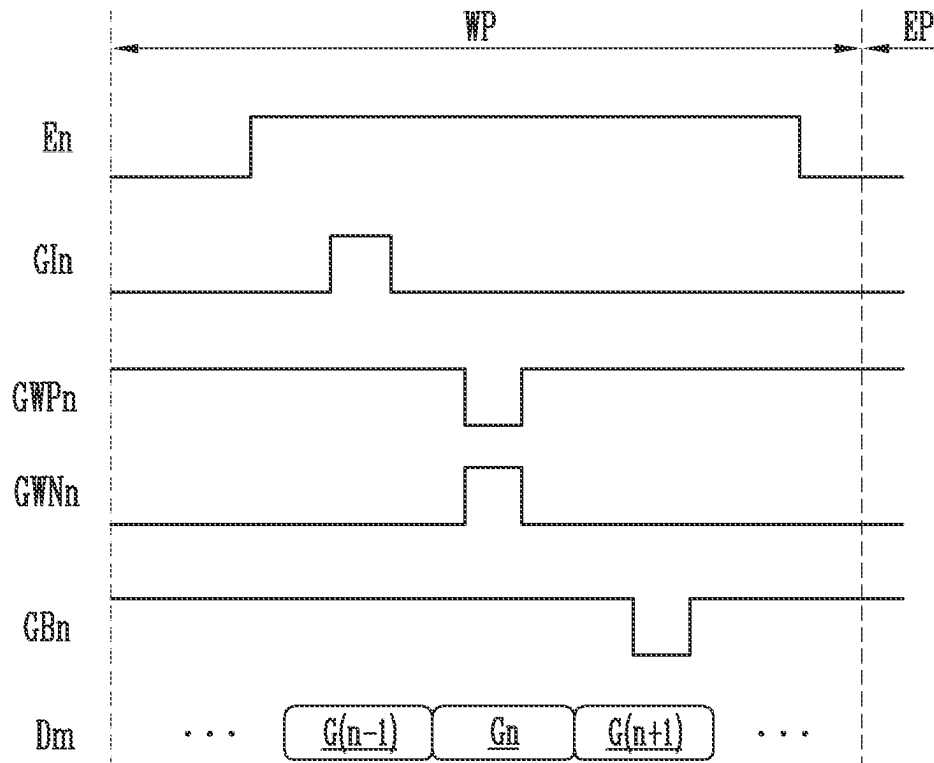 WP EP
En
GIn
GWPn
GWNn
GBn
Dm ··· G(n-1) Gn G(n+1) ···